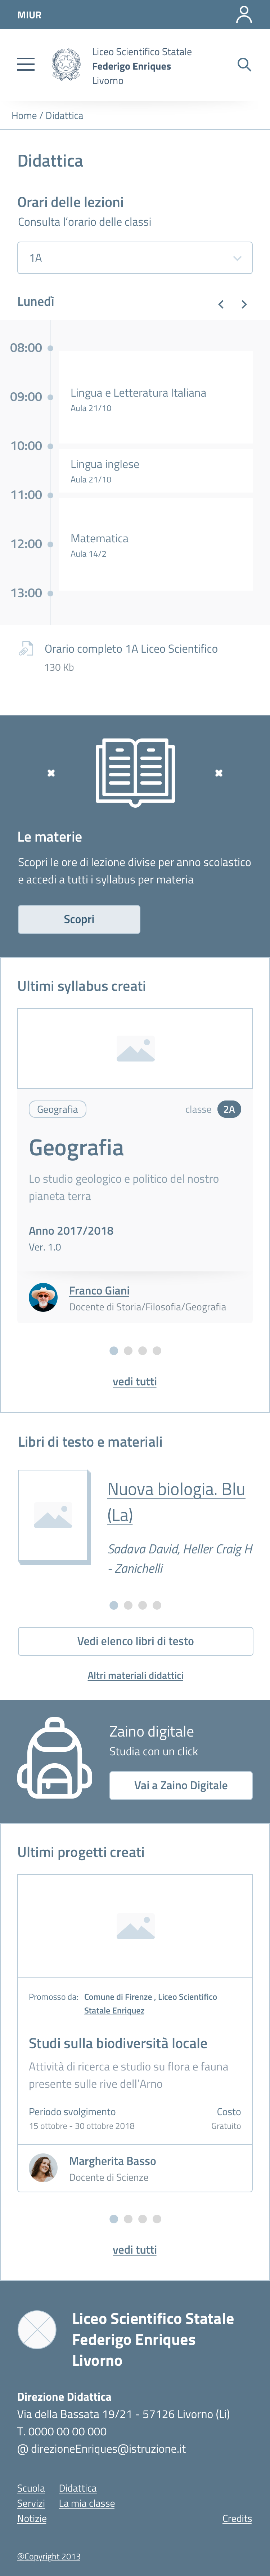 MIUR
Liceo Scientifico Statale
Federigo Enriques
Livorno
Home / Didattica
Didattica
Orari delle lezioni
Consulta l'orario delle classi
1A
Lunedì
08:00
09:00
Lingua e Letteratura Italiana
Aula 21/10
10:00
Lingua inglese
Aula 21/10
11:00
12:00
Matematica
Aula 14/2
13:00
Orario completo 1A Liceo Scientifico
130 Kb
Le materie
Scopri le ore di lezione divise per anno scolastico
e accedi a tutti i syllabus per materia
Scopri
Ultimi syllabus creati
Geografia classe 2A
Geografia
Lo studio geologico e politico del nostro
pianeta terra
Anno 2017/2018
Ver. 1.0
Franco Giani
Docente di Storia/Filosofia/Geografia
vedi tutti
Libri di testo e materiali
Nuova biologia. Blu
(La)
Sadava David, Heller Craig H
- Zanichelli
Vedi elenco libri di testo
Altri materiali didattici
Zaino digitale
Studia con un click
Vai a Zaino Digitale
Ultimi progetti creati
Promosso da: Comune di Firenze , Liceo Scientifico
Statale Enriquez
Studi sulla biodiversità locale
Attività di ricerca e studio su flora e fauna
presente sulle rive dell'Arno
Periodo svolgimento Costo
15 ottobre - 30 ottobre 2018 Gratuito
Margherita Basso
Docente di Scienze
vedi tutti
Liceo Scientifico Statale
Federigo Enriques
Livorno
Direzione Didattica
Via della Bassata 19/21 - 57126 Livorno (Li)
T. 0000 00 00 000
@ direzioneEnriques@istruzione.it
Scuola Didattica
Servizi La mia classe
Notizie Credits
®Copyright 2013